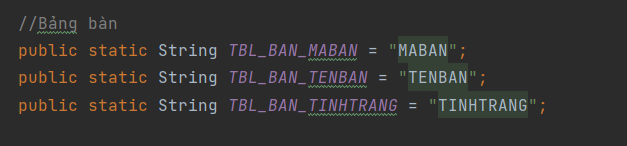 //Bảng bàn
public static String TBL_BAN_MABAN = "MABAN";
public static String TBL_BAN_TENBAN = "TENBAN";
public static String TBL_BAN_TINHTRANG = "TINHTRANG";